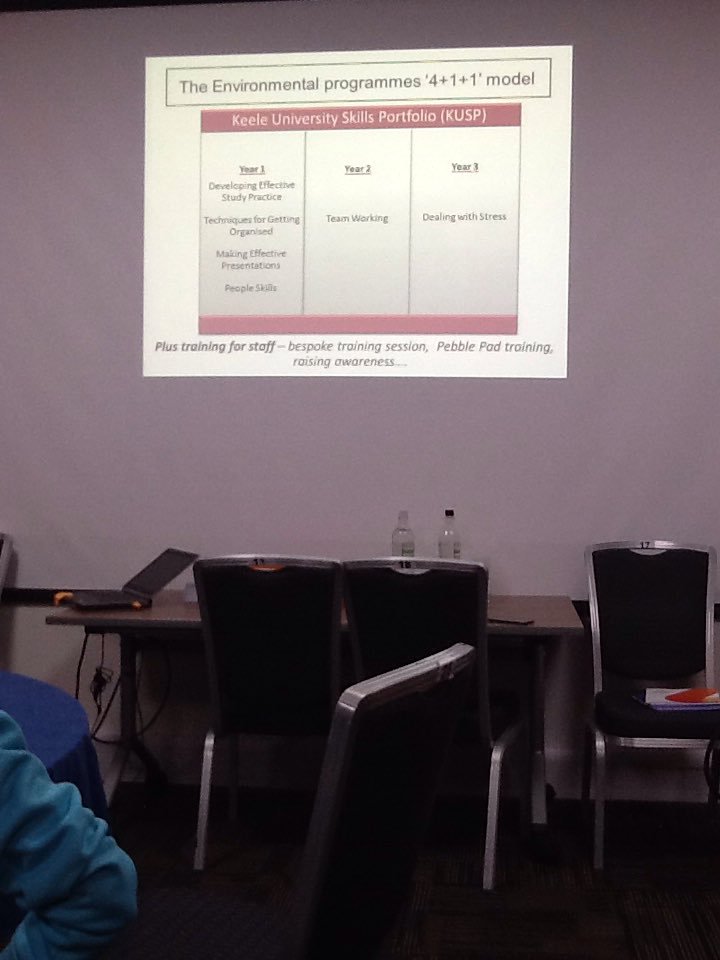 The Environmental programmes '4+1+1' model
Keele University Skills Portfolio (KUSP)
Year 1
Developing Effective
Study Practice
Techniques for Getting
Organised
Making Effective
Presentations
People Skills
Year 2
Team Working
Year 3
Dealing with Stress
Plus training for staff – bespoke training session, Pebble Pad training,
raising awareness....
17